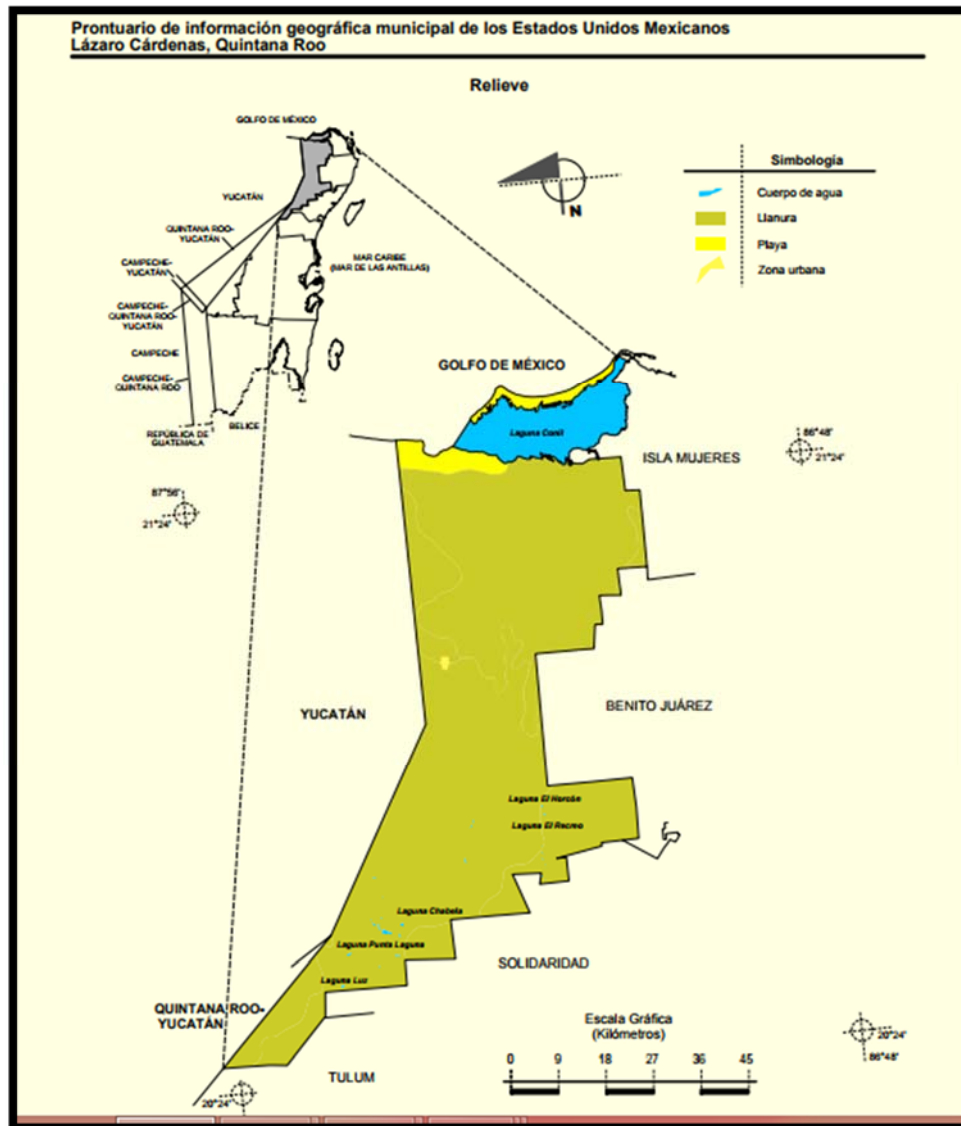 Prontuario de información geográfica municipal de los Estados Unidos Mexicanos
Lázaro Cárdenas, Quintana Roo
Relieve
GOLFO DE MÉXICO
YUCATÁN
QUINTANA ROO-
YUCATÁN
MAR CARIBE
(MAR DE LAS ANTILLAS)
CAMPECHE-
YUCATÁN
CAMPECHE-
QUINTANA ROO-
YUCATÁN
CAMPECHE
CAMPECHE-
QUINTANA ROO
REPÚBLICA DE
GUATEMALA
BELICE
N
Simbología
Cuerpo de agua
Llanura
Playa
Zona urbana
GOLFO DE MÉXICO
Laguna Conil
ISLA MUJERES
86°48'
21°24'
87°56'
21°24'
YUCATÁN
BENITO JUÁREZ
Laguna El Horcón
Laguna El Recreo
Laguna Chabela
Laguna Punta Laguna
Laguna Luz
SOLIDARIDAD
QUINTANA ROO-
YUCATÁN
TULUM
20°24'
Escala Gráfica
(Kilómetros)
0 9 18 27 36 45
20°24'
86°48'